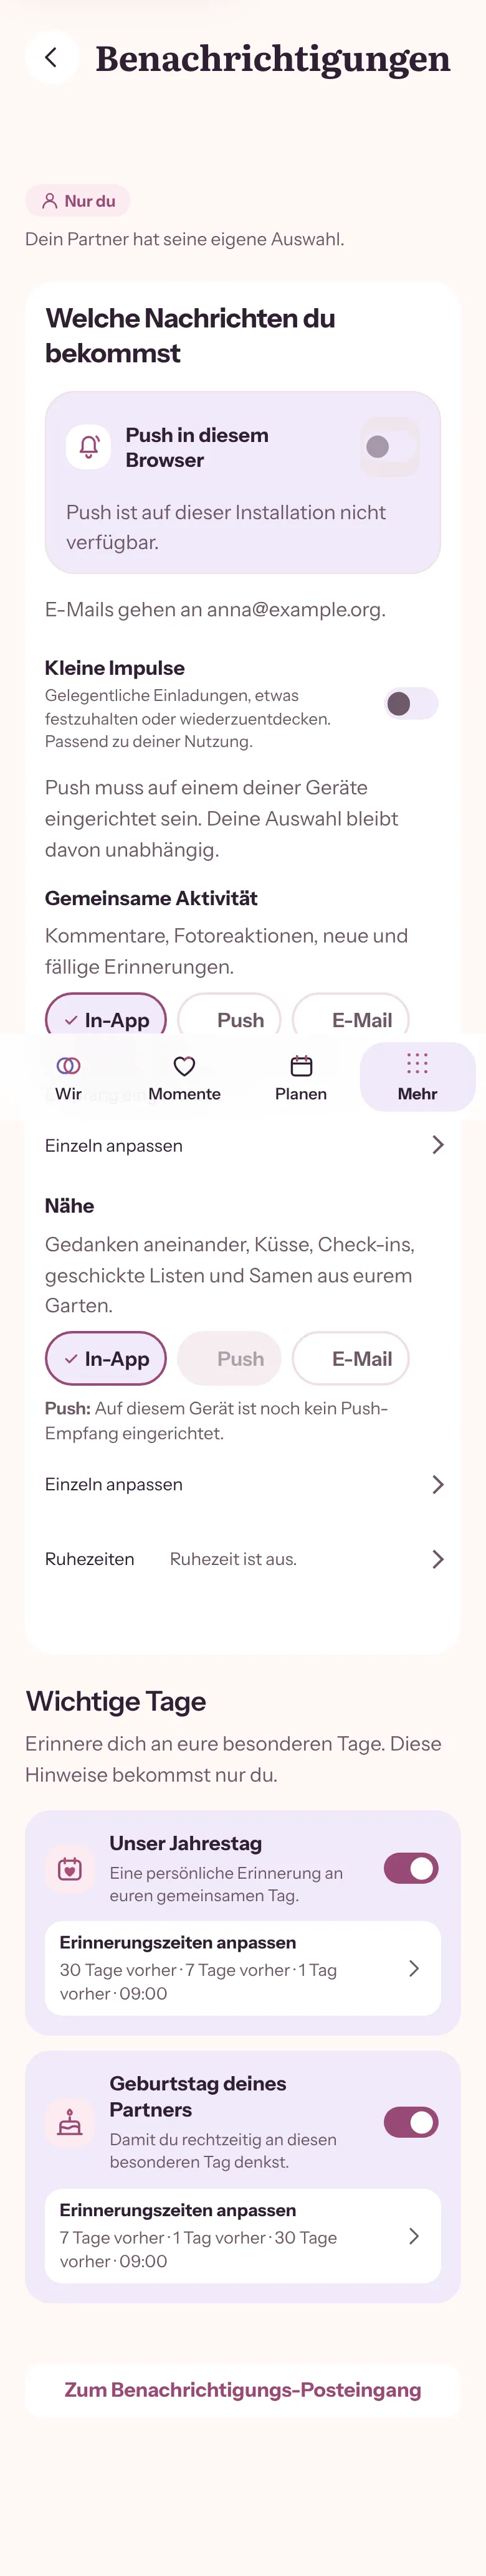 Benachrichtigungen
Nur du
Dein Partner hat seine eigene Auswahl.
Welche Nachrichten du
bekommst
Push in diesem
Browser
Push ist auf dieser Installation nicht
verfügbar.
E-Mails gehen an anna@example.org.
Kleine Impulse
Gelegentliche Einladungen, etwas
festzuhalten oder wiederzuentdecken.
Passend zu deiner Nutzung.
Push muss auf einem deiner Geräte
eingerichtet sein. Deine Auswahl bleibt
davon unabhängig.
Gemeinsame Aktivität
Kommentare, Fotoreaktionen, neue und
fällige Erinnerungen.
In-App Push E-Mail
Wir Momente Planen Mehr
Einzeln anpassen
Nähe
Gedanken aneinander, Küsse, Check-ins,
geschickte Listen und Samen aus eurem
Garten.
In-App Push E-Mail
Push: Auf diesem Gerät ist noch kein Push-
Empfang eingerichtet.
Einzeln anpassen
Ruhezeiten Ruhezeit ist aus.
Wichtige Tage
Erinnere dich an eure besonderen Tage. Diese
Hinweise bekommst nur du.
Unser Jahrestag
Eine persönliche Erinnerung an
euren gemeinsamen Tag.
Erinnerungszeiten anpassen
30 Tage vorher · 7 Tage vorher · 1 Tag
vorher · 09:00
Geburtstag deines
Partners
Damit du rechtzeitig an diesen
besonderen Tag denkst.
Erinnerungszeiten anpassen
7 Tage vorher · 1 Tag vorher · 30 Tage
vorher · 09:00
Zum Benachrichtigungs-Posteingang